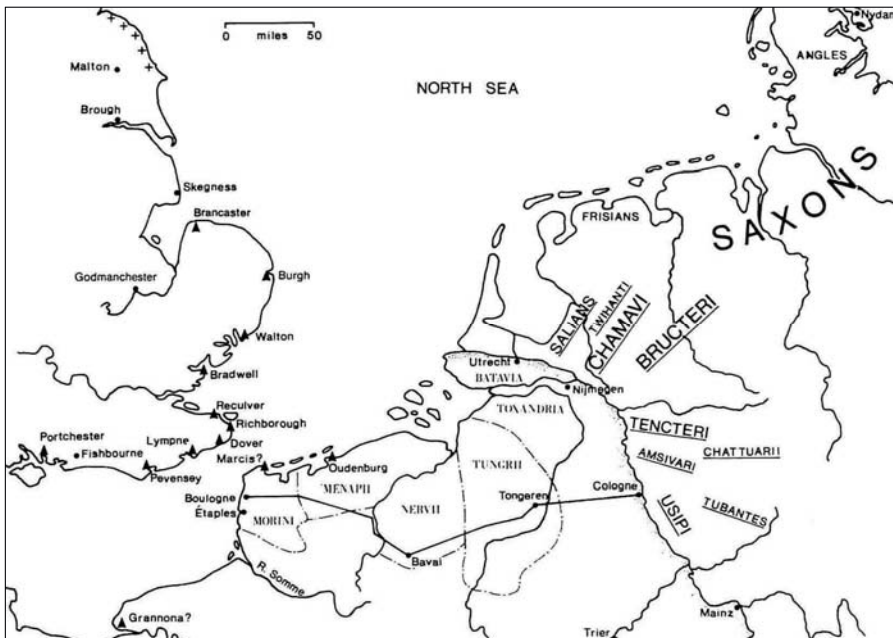 Nydam
0 miles 50
ANGLES
Malton
NORTH SEA
Brough
SAXONS
Skegness
Brancaster
FRISIANS
Godmanchester
Burgh
SALIANS
TWIHANTI
CHAMAVI
BRUCTERI
Walton
Utrecht
BATAVIA
Bradwell
Nijmegen
TOXANDRIA
Reculver
Richborough
TENCTERI
Portchester
Fishbourne
Lympne
Dover
CHATTUARII
AMSIVARI
Marcis?
Oudenburg
Pevensey
TUNGRII
MENAPII
Boulogne
Cologne
Étaples
NERVII
Tongeren
USIPI
TUBANTES
MORINI
Bavai
R. Somme
Grannona?
Mainz
Trier